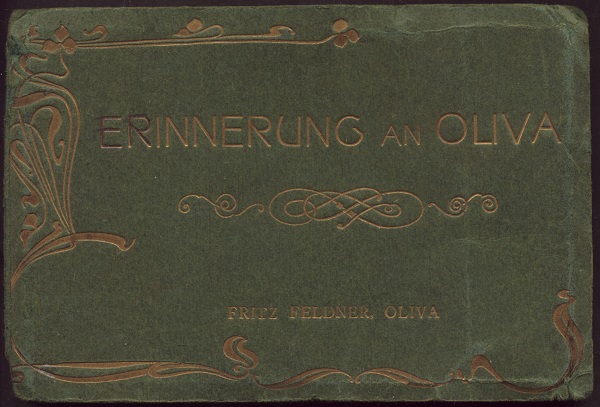 ERINNERUNG AN OLIVA
FRITZ FELDNER, OLIVA